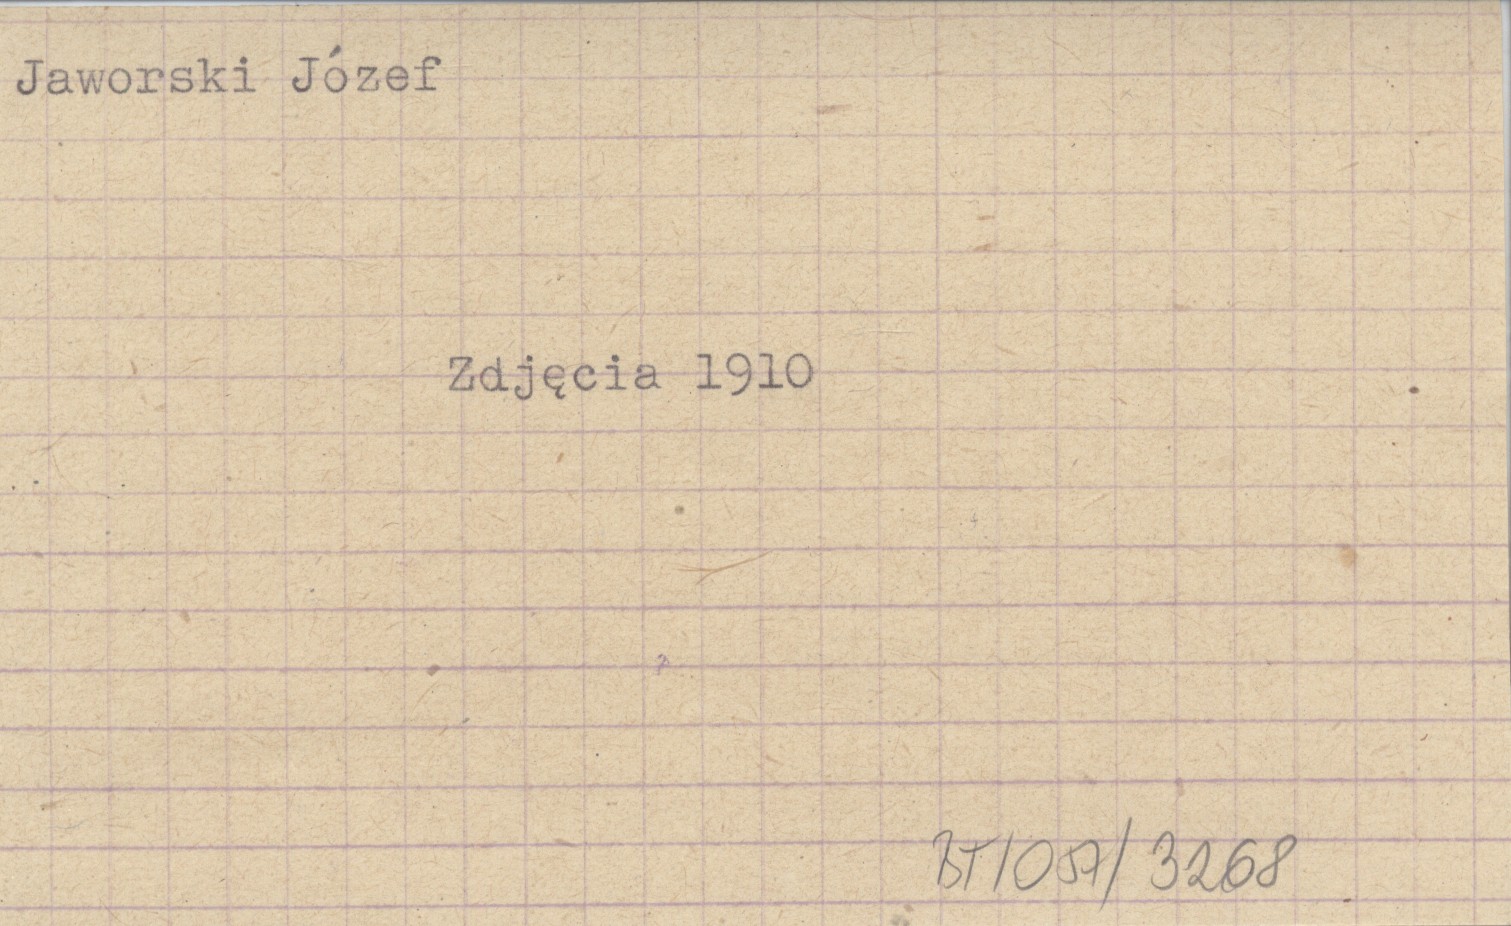 Jaworski Józef
Zdjęcia 1910
BT/057/3268